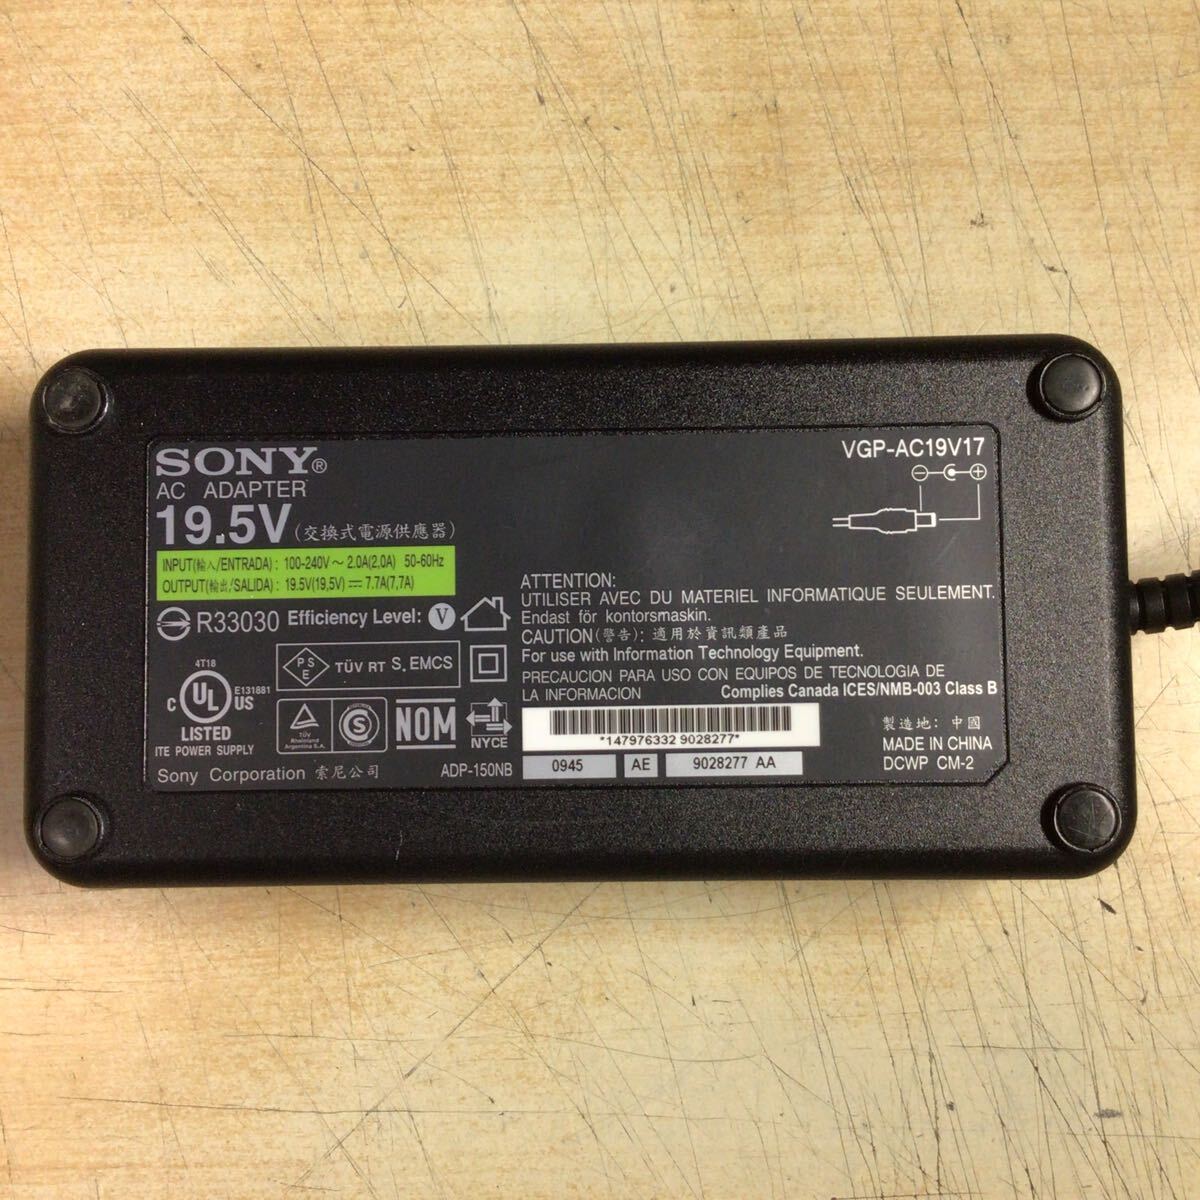 SONY®
AC ADAPTER
19.5V (交換式電源供應器)
INPUT(輸入/ENTRADA) : 100-240V ~ 2.0A(2,0A) 50-60Hz
OUTPUT(輸出/SALIDA) : 19.5V(19,5V) ⎓ 7.7A(7,7A)
R33030 Efficiency Level: V
4T18
C UL US
E131881
LISTED
ITE POWER SUPPLY
PSE TÜV RT S. EMCS
TÜV
Rheinland
Argentina S.A.
S
NOM
NYCE
Sony Corporation 索尼公司
ADP-150NB
VGP-AC19V17
ATTENTION:
UTILISER AVEC DU MATERIEL INFORMATIQUE SEULEMENT.
Endast för kontorsmaskin.
CAUTION(警告): 適用於資訊類產品
For use with Information Technology Equipment.
PRECAUCION PARA USO CON EQUIPOS DE TECNOLOGIA DE
LA INFORMACION
Complies Canada ICES/NMB-003 Class B
*147976332 9028277*
0945 AE 9028277 AA
製造地: 中國
MADE IN CHINA
DCWP CM-2